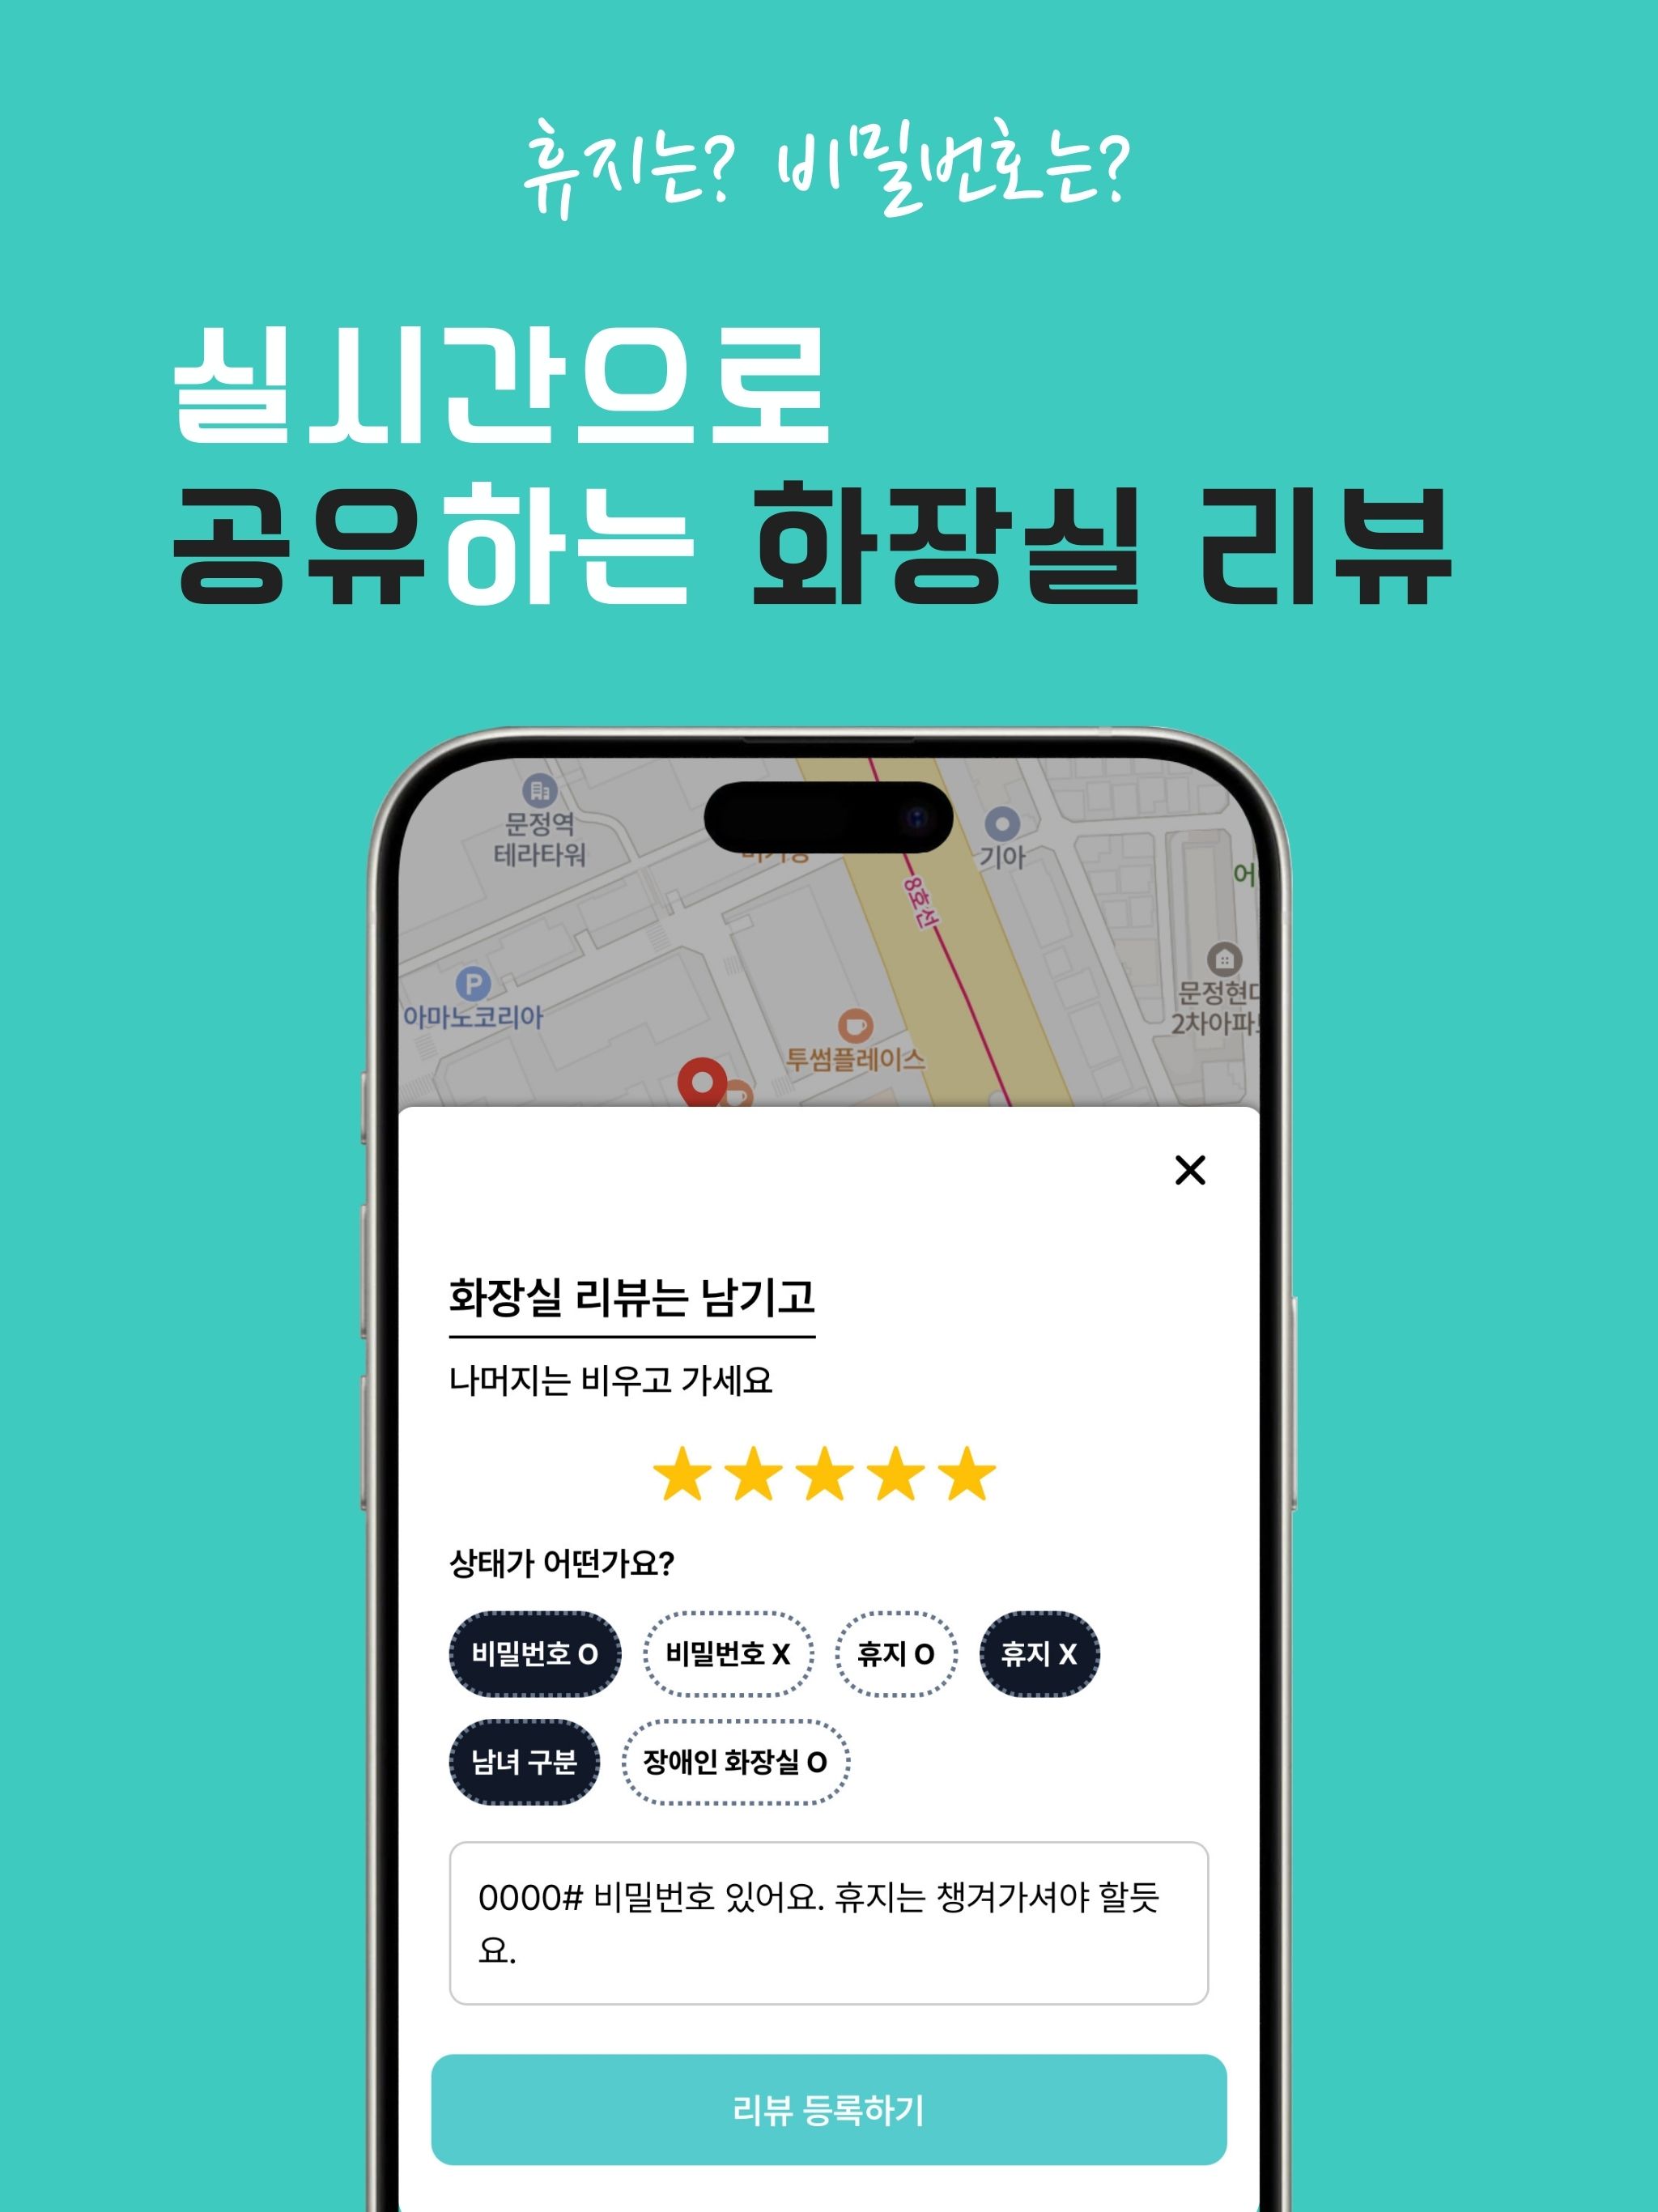 휴지는? 비밀번호는?
실시간으로
공유하는 화장실 리뷰
문정역
테라타워
기아
8호선
아마노코리아
문정현대
2차아파
투썸플레이스
화장실 리뷰는 남기고
나머지는 비우고 가세요
상태가 어떤가요?
비밀번호 O 비밀번호 X 휴지 O 휴지 X
남녀 구분 장애인 화장실 O
0000# 비밀번호 있어요. 휴지는 챙겨가셔야 할듯
요.
리뷰 등록하기